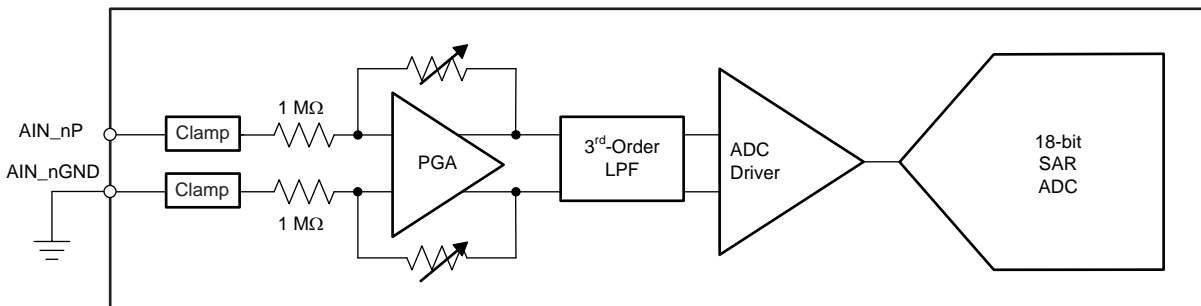 AIN_nP
AIN_nGND
Clamp
Clamp
1 MΩ
1 MΩ
PGA
3rd-Order
LPF
ADC
Driver
18-bit
SAR
ADC